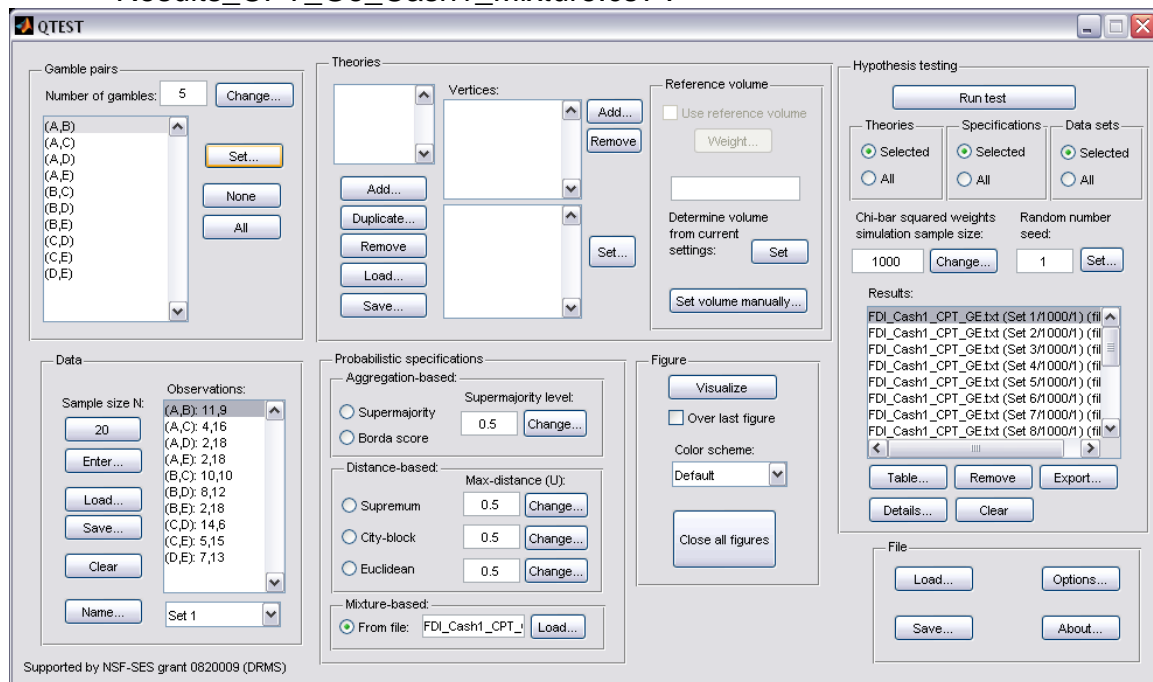 QTEST
Gamble pairs
Number of gambles: 5 Change...
(A,B)
(A,C)
(A,D)
(A,E)
(B,C)
(B,D)
(B,E)
(C,D)
(C,E)
(D,E)
Set...
None
All
Theories
Vertices:
Add...
Remove
Add...
Duplicate...
Remove
Load...
Save...
Set...
Reference volume
Use reference volume
Weight...
Determine volume
from current
settings: Set
Set volume manually...
Hypothesis testing
Run test
Theories
Selected
All
Specifications
Selected
All
Data sets
Selected
All
Chi-bar squared weights
simulation sample size:
1000 Change...
Random number
seed:
1 Set...
Results:
FDI_Cash1_CPT_GE.txt (Set 1/1000/1) (fil
FDI_Cash1_CPT_GE.txt (Set 2/1000/1) (fil
FDI_Cash1_CPT_GE.txt (Set 3/1000/1) (fil
FDI_Cash1_CPT_GE.txt (Set 4/1000/1) (fil
FDI_Cash1_CPT_GE.txt (Set 5/1000/1) (fil
FDI_Cash1_CPT_GE.txt (Set 6/1000/1) (fil
FDI_Cash1_CPT_GE.txt (Set 7/1000/1) (fil
FDI_Cash1_CPT_GE.txt (Set 8/1000/1) (fil
Table... Remove Export...
Details... Clear
Data
Sample size N:
20
Enter...
Load...
Save...
Clear
Name...
Observations:
(A,B): 11,9
(A,C): 4,16
(A,D): 2,18
(A,E): 2,18
(B,C): 10,10
(B,D): 8,12
(B,E): 2,18
(C,D): 14,6
(C,E): 5,15
(D,E): 7,13
Set 1
Probabilistic specifications
Aggregation-based:
Supermajority
Borda score
Supermajority level:
0.5 Change...
Distance-based:
Max-distance (U):
Supremum 0.5 Change...
City-block 0.5 Change...
Euclidean 0.5 Change...
Mixture-based:
From file: FDI_Cash1_CPT_ Load...
Figure
Visualize
Over last figure
Color scheme:
Default
Close all figures
File
Load... Options...
Save... About...
Supported by NSF-SES grant 0820009 (DRMS)